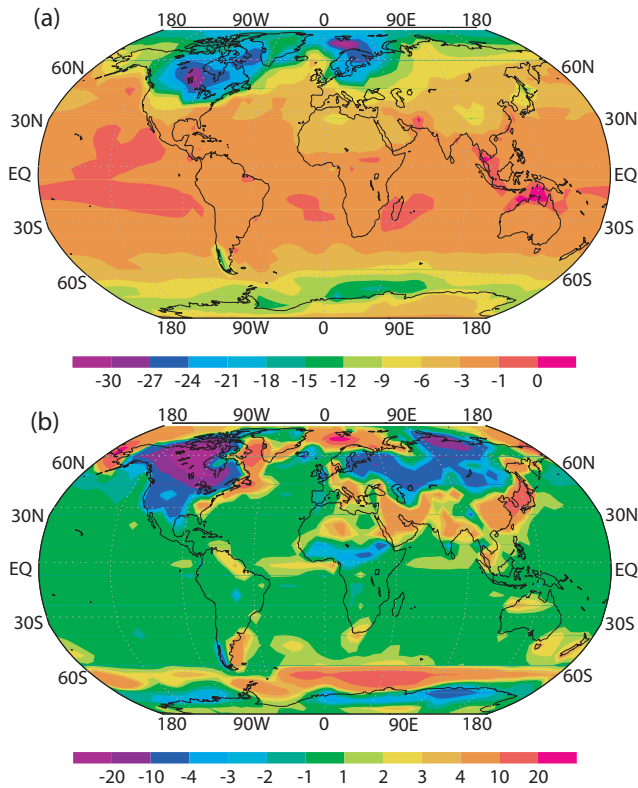 (a)
180 90W 0 90E 180
60N
30N 30N
EQ EQ
30S 30S
60S 60S
180 90W 0 90E 180
-30 -27 -24 -21 -18 -15 -12 -9 -6 -3 -1 0
(b)
180 90W 0 90E 180
60N 60N
30N 30N
EQ EQ
30S 30S
60S 60S
180 90W 0 90E 180
-20 -10 -4 -3 -2 -1 1 2 3 4 10 20